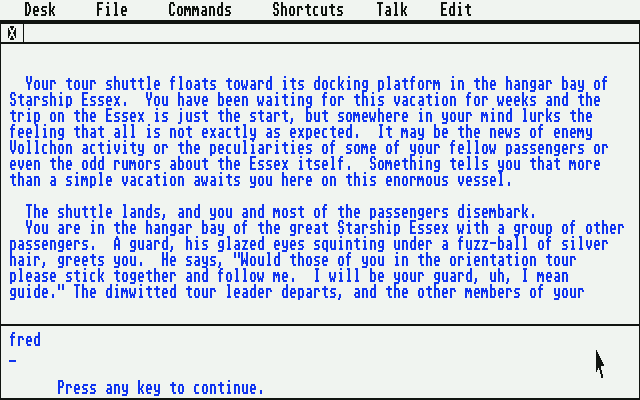 Desk File Commands Shortcuts Talk Edit
X
Your tour shuttle floats toward its docking platform in the hangar bay of
Starship Essex. You have been waiting for this vacation for weeks and the
trip on the Essex is just the start, but somewhere in your mind lurks the
feeling that all is not exactly as expected. It may be the news of enemy
Vollchon activity or the peculiarities of some of your fellow passengers or
even the odd rumors about the Essex itself. Something tells you that more
than a simple vacation awaits you here on this enormous vessel.
The shuttle lands, and you and most of the passengers disembark.
You are in the hangar bay of the great Starship Essex with a group of other
passengers. A guard, his glazed eyes squinting under a fuzz-ball of silver
hair, greets you. He says, "Would those of you in the orientation tour
please stick together and follow me. I will be your guard, uh, I mean
guide." The dimwitted tour leader departs, and the other members of your
fred
_
Press any key to continue.